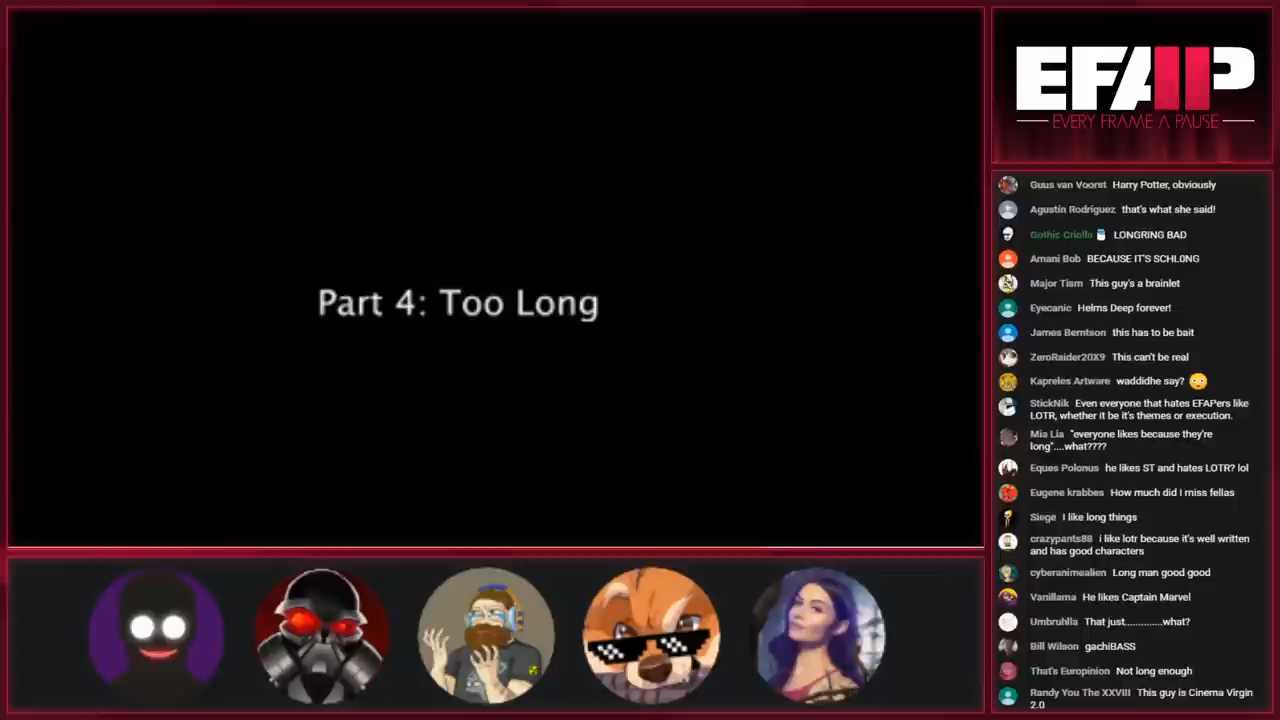 Part 4: Too Long
EFAP
EVERY FRAME A PAUSE
Guus van Voorst Harry Potter, obviously
Agustín Rodríguez that's what she said!
Gothic Criollo LONGRING BAD
Amani Bob BECAUSE IT'S SCHL0NG
Major Tism This guy's a brainlet
Eyecanic Helms Deep forever!
James Berntson this has to be bait
ZeroRaider20X9 This can't be real
Kapreles Artware waddidhe say? 😳
StickNik Even everyone that hates EFAPers like
LOTR, whether it be it's themes or execution.
Mia Lia "everyone likes because they're
long"....what????
Eques Polonus he likes ST and hates LOTR? lol
Eugene krabbes How much did I miss fellas
Siege I like long things
crazypants88 i like lotr because it's well written
and has good characters
cyberanimealien Long man good good
Vanillama He likes Captain Marvel
Umbruhlla That just.............what?
Bill Wilson gachiBASS
That's Europinion Not long enough
Randy You The XXVIII This guy is Cinema Virgin
2.0